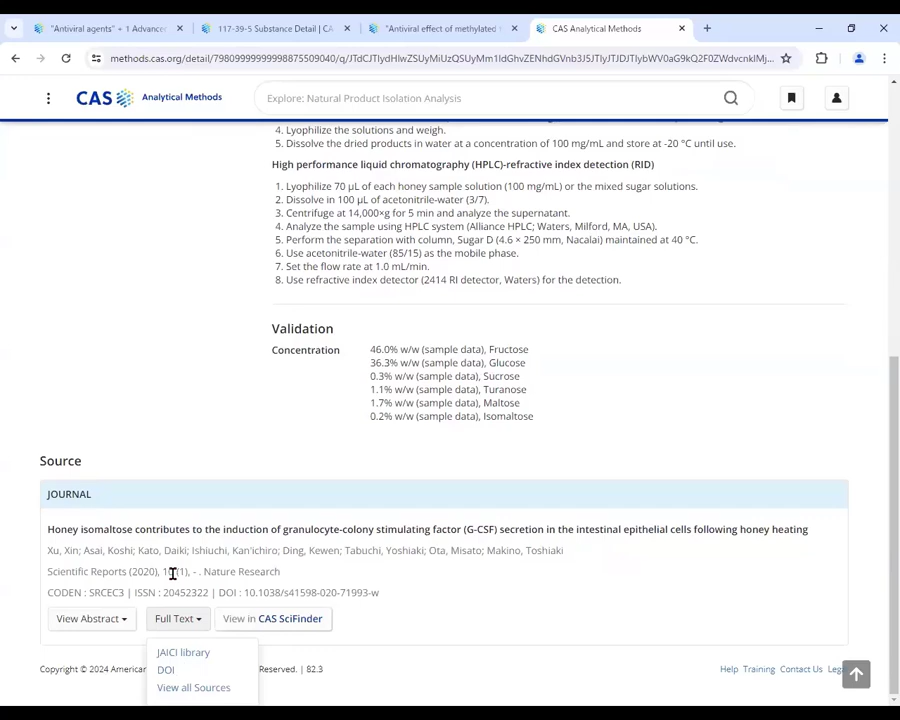 "Antiviral agents" + 1 Advance
117-39-5 Substance Detail | CA
"Antiviral effect of methylated
CAS Analytical Methods
methods.cas.org/detail/
CAS Analytical Methods
Explore: Natural Product Isolation Analysis
4. Lyophilize the solutions and weigh.
5. Dissolve the dried products in water at a concentration of 100 mg/mL and store at -20 °C until use.
High performance liquid chromatography (HPLC)-refractive index detection (RID)
1. Lyophilize 70 µL of each honey sample solution (100 mg/mL) or the mixed sugar solutions.
2. Dissolve in 100 µL of acetonitrile-water (3/7).
3. Centrifuge at 14,000×g for 5 min and analyze the supernatant.
4. Analyze the sample using HPLC system (Alliance HPLC; Waters, Milford, MA, USA).
5. Perform the separation with column, Sugar D (4.6 × 250 mm, Nacalai) maintained at 40 °C.
6. Use acetonitrile-water (85/15) as the mobile phase.
7. Set the flow rate at 1.0 mL/min.
8. Use refractive index detector (2414 RI detector, Waters) for the detection.
Validation
Concentration
46.0% w/w (sample data), Fructose
36.3% w/w (sample data), Glucose
0.3% w/w (sample data), Sucrose
1.1% w/w (sample data), Turanose
1.7% w/w (sample data), Maltose
0.2% w/w (sample data), Isomaltose
Source
JOURNAL
Honey isomaltose contributes to the induction of granulocyte-colony stimulating factor (G-CSF) secretion in the intestinal epithelial cells following honey heating
Xu, Xin; Asai, Koshi; Kato, Daiki; Ishiuchi, Kan'ichiro; Ding, Kewen; Tabuchi, Yoshiaki; Ota, Misato; Makino, Toshiaki
Scientific Reports (2020), 10(1), - . Nature Research
CODEN : SRCEC3 | ISSN : 20452322 | DOI : 10.1038/s41598-020-71993-w
View Abstract
Full Text
View in CAS SciFinder
JAICI library
DOI
View all Sources
Copyright © 2024 American
Reserved. | 82.3
Help Training Contact Us Leg